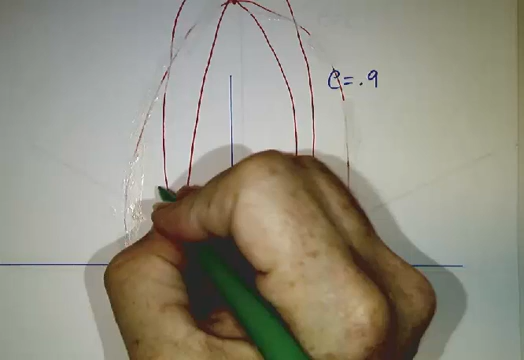 e = .9